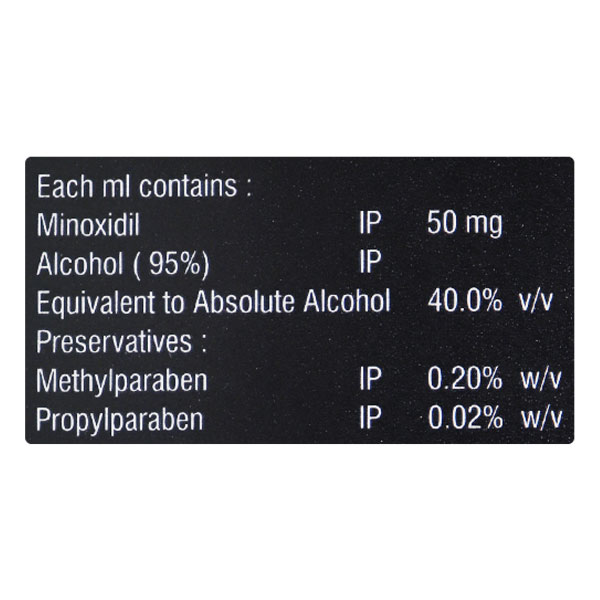 Each ml contains :
Minoxidil IP 50 mg
Alcohol ( 95%) IP
Equivalent to Absolute Alcohol 40.0% v/v
Preservatives :
Methylparaben IP 0.20% w/v
Propylparaben IP 0.02% w/v